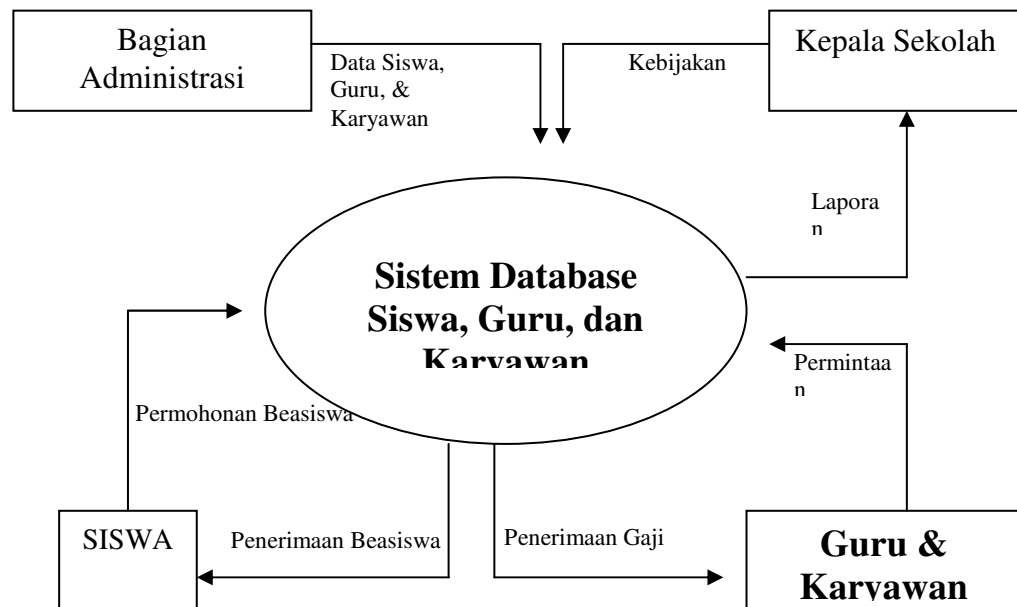 Bagian
Administrasi
Data Siswa,
Guru, &
Karyawan
Kebijakan
Kepala Sekolah
Lapora
n
Sistem Database
Siswa, Guru, dan
Karyawan
Permintaa
n
Permohonan Beasiswa
SISWA
Penerimaan Beasiswa
Penerimaan Gaji
Guru &
Karyawan